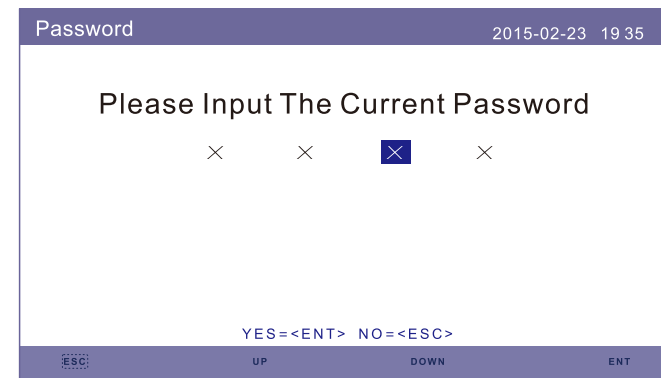 Password 2015-02-23 19 35
Please Input The Current Password
× × × ×
YES=<ENT> NO=<ESC>
ESC UP DOWN ENT